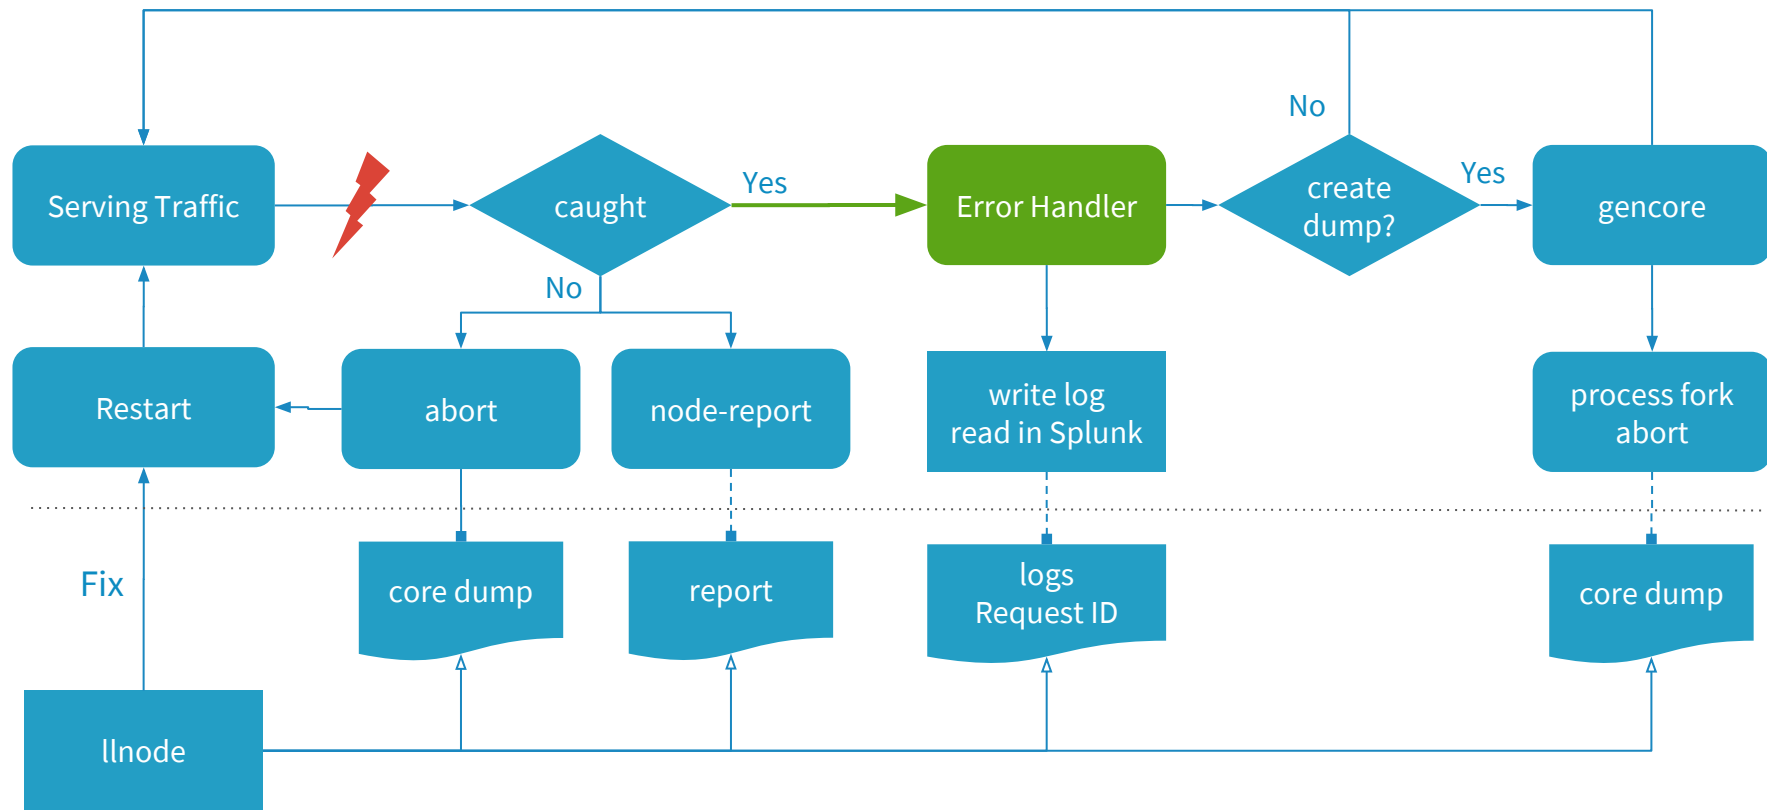 No
Serving Traffic
caught
Yes
Error Handler
create
dump?
Yes
gencore
No
Restart
abort
node-report
write log
read in Splunk
process fork
abort
Fix
core dump
report
logs
Request ID
core dump
llnode